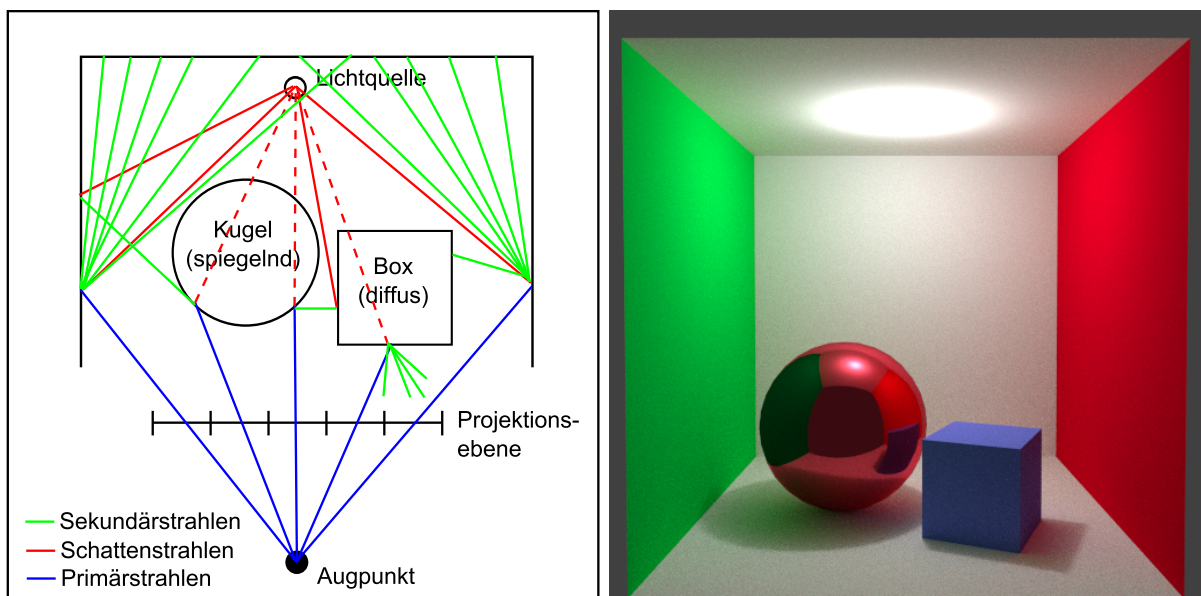 Lichtquelle
Kugel
(spiegelnd)
Box
(diffus)
Projektions-
ebene
Sekundärstrahlen
Schattenstrahlen
Primärstrahlen
Augpunkt